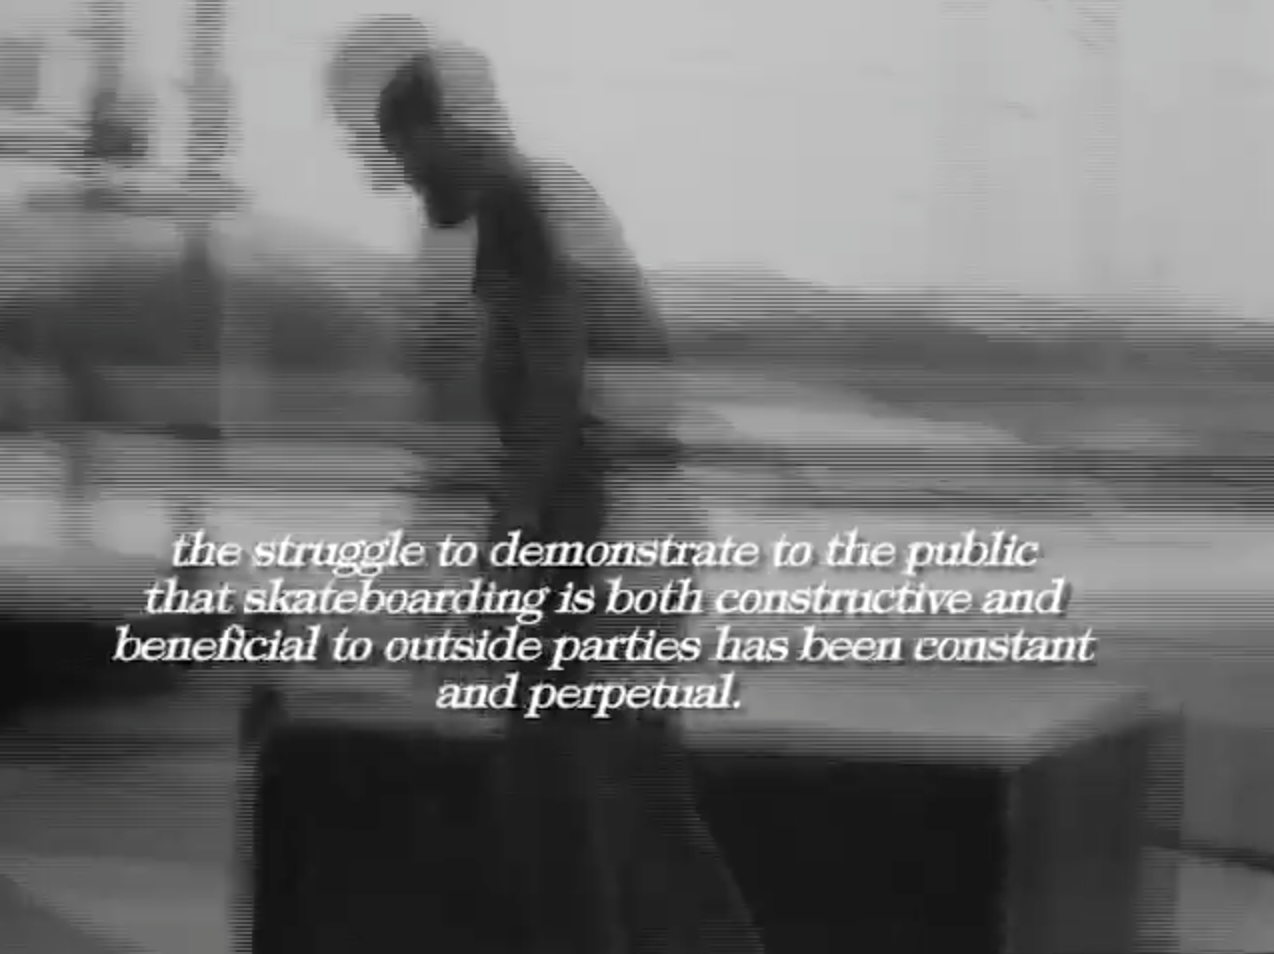 the struggle to demonstrate to the public
that skateboarding is both constructive and
beneficial to outside parties has been constant
and perpetual.